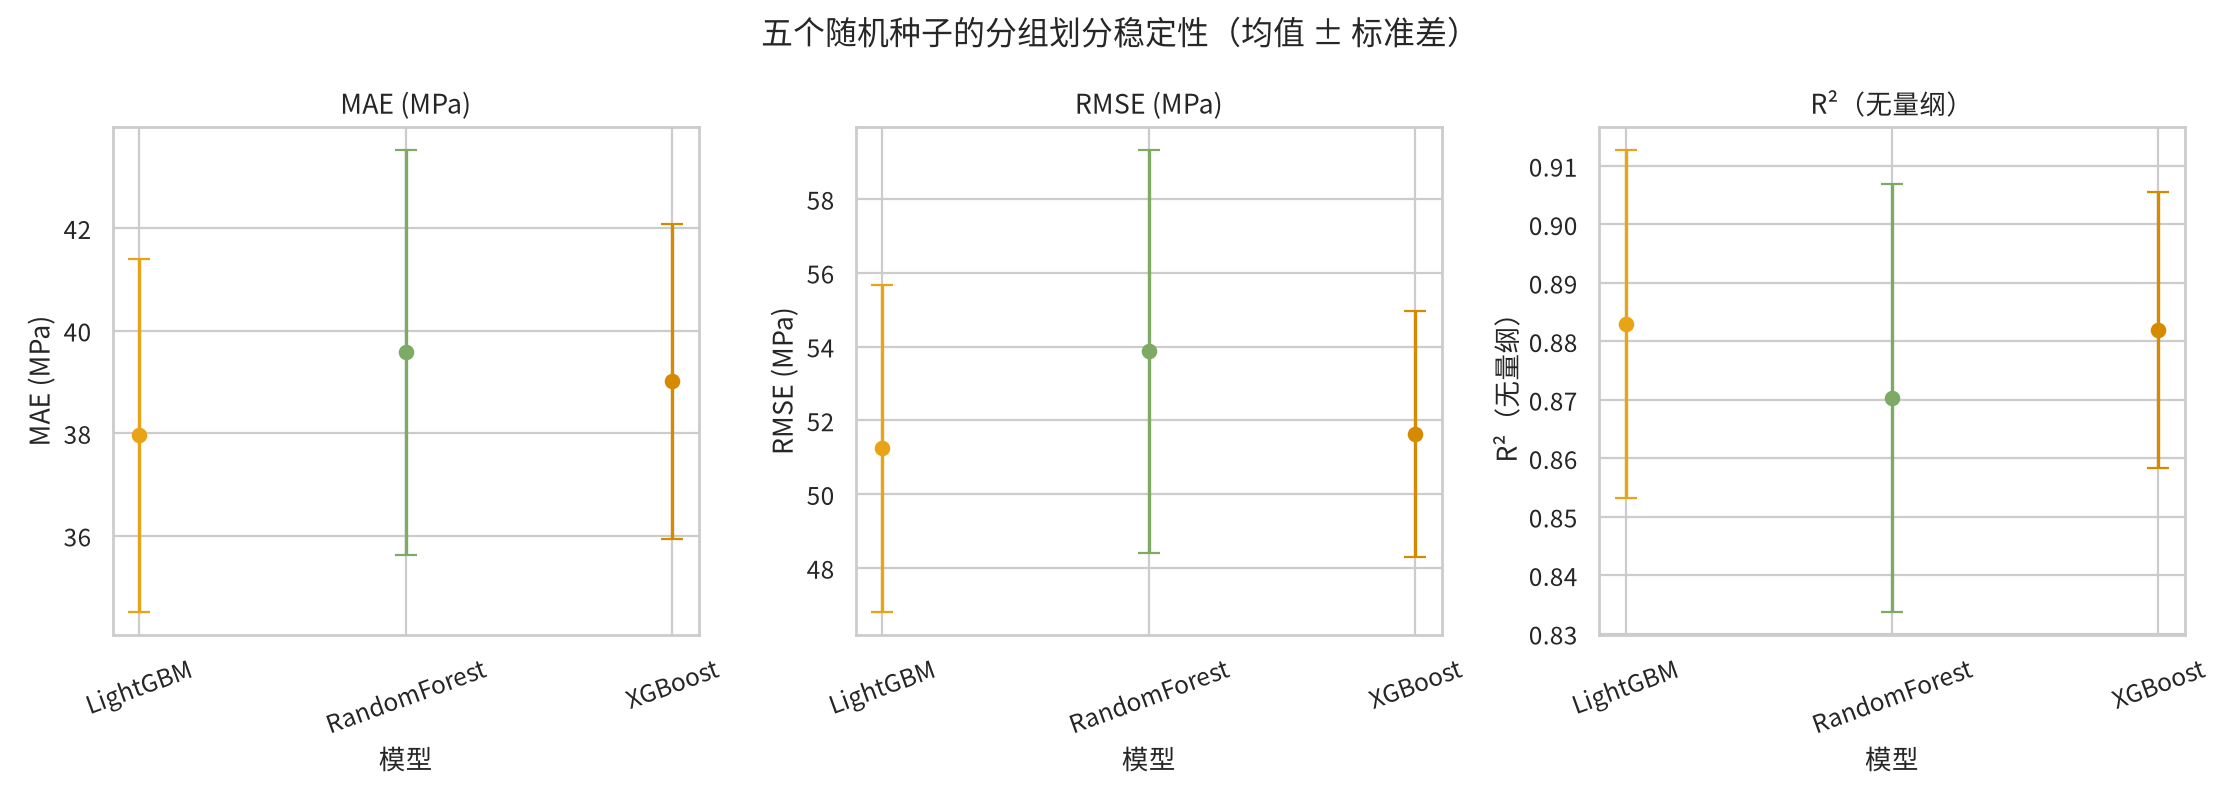 五个随机种子的分组划分稳定性（均值 ± 标准差）
MAE (MPa)
MAE (MPa)
42
40
38
36
LightGBM
RandomForest
XGBoost
模型
RMSE (MPa)
RMSE (MPa)
58
56
54
52
50
48
LightGBM
RandomForest
XGBoost
模型
R²（无量纲）
R²（无量纲）
0.91
0.90
0.89
0.88
0.87
0.86
0.85
0.84
0.83
LightGBM
RandomForest
XGBoost
模型